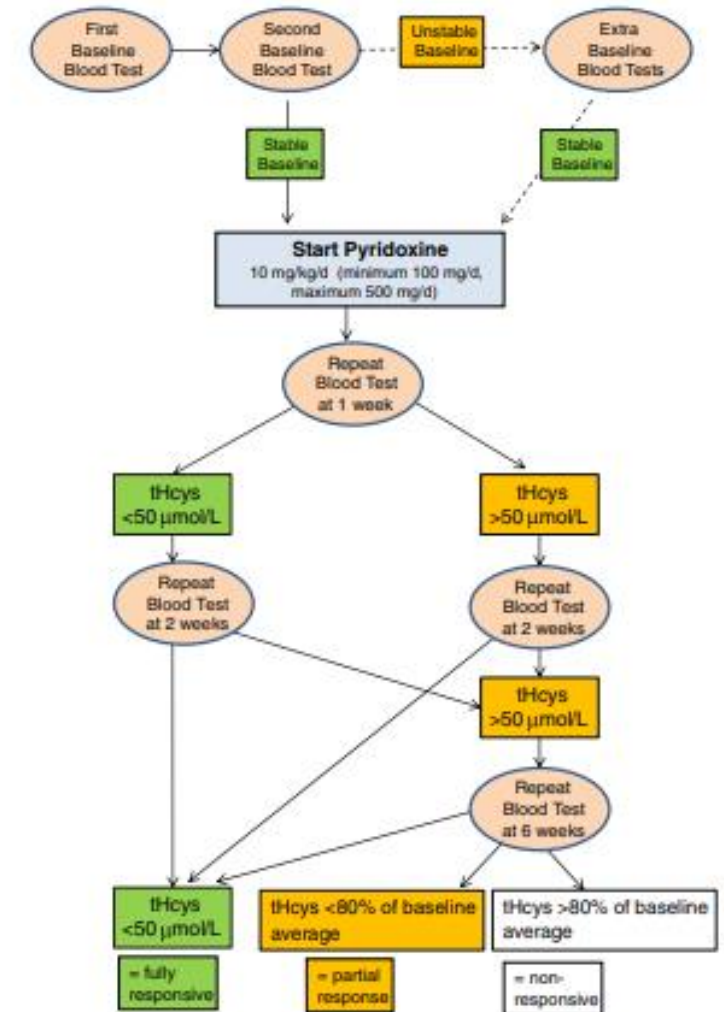 First
Baseline
Blood Test
Second
Baseline
Blood Test
Unstable
Baseline
Extra
Baseline
Blood Tests
Stable
Baseline
Stable
Baseline
Start Pyridoxine
10 mg/kg/d (minimum 100 mg/d,
maximum 500 mg/d)
Repeat
Blood Test
at 1 week
tHcys
<50 μmol/L
tHcys
>50 μmol/L
Repeat
Blood Test
at 2 weeks
Repeat
Blood Test
at 2 weeks
tHcys
>50 μmol/L
Repeat
Blood Test
at 6 weeks
tHcys
<50 μmol/L
tHcys <80% of baseline
average
tHcys >80% of baseline
average
= fully
responsive
= partial
response
= non-
responsive